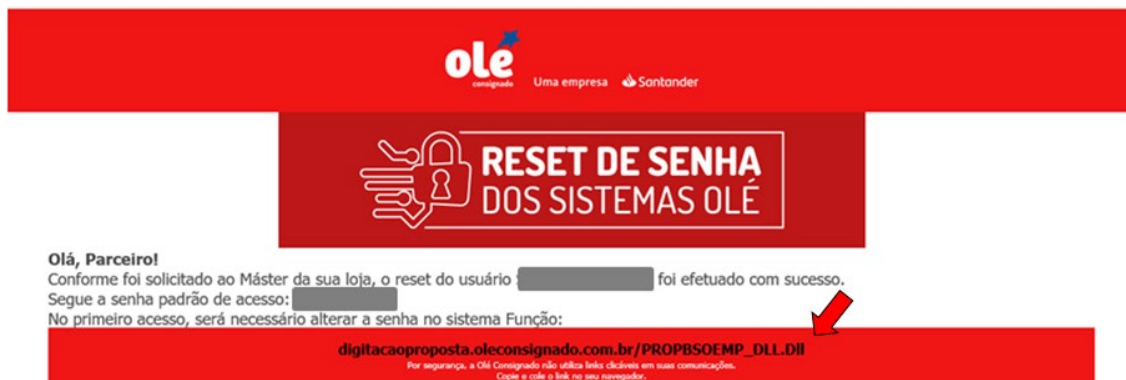 olé
consignado
Uma empresa Santander
RESET DE SENHA
DOS SISTEMAS OLÉ
Olá, Parceiro!
Conforme foi solicitado ao Máster da sua loja, o reset do usuário : foi efetuado com sucesso.
Segue a senha padrão de acesso:
No primeiro acesso, será necessário alterar a senha no sistema Função:
digitacaoproposta.oleconsignado.com.br/PROPBSOEMP_DLL.Dll
Por segurança, a Olé Consignado não utiliza links clicáveis em suas comunicações.
Copie e cole o link no seu navegador.